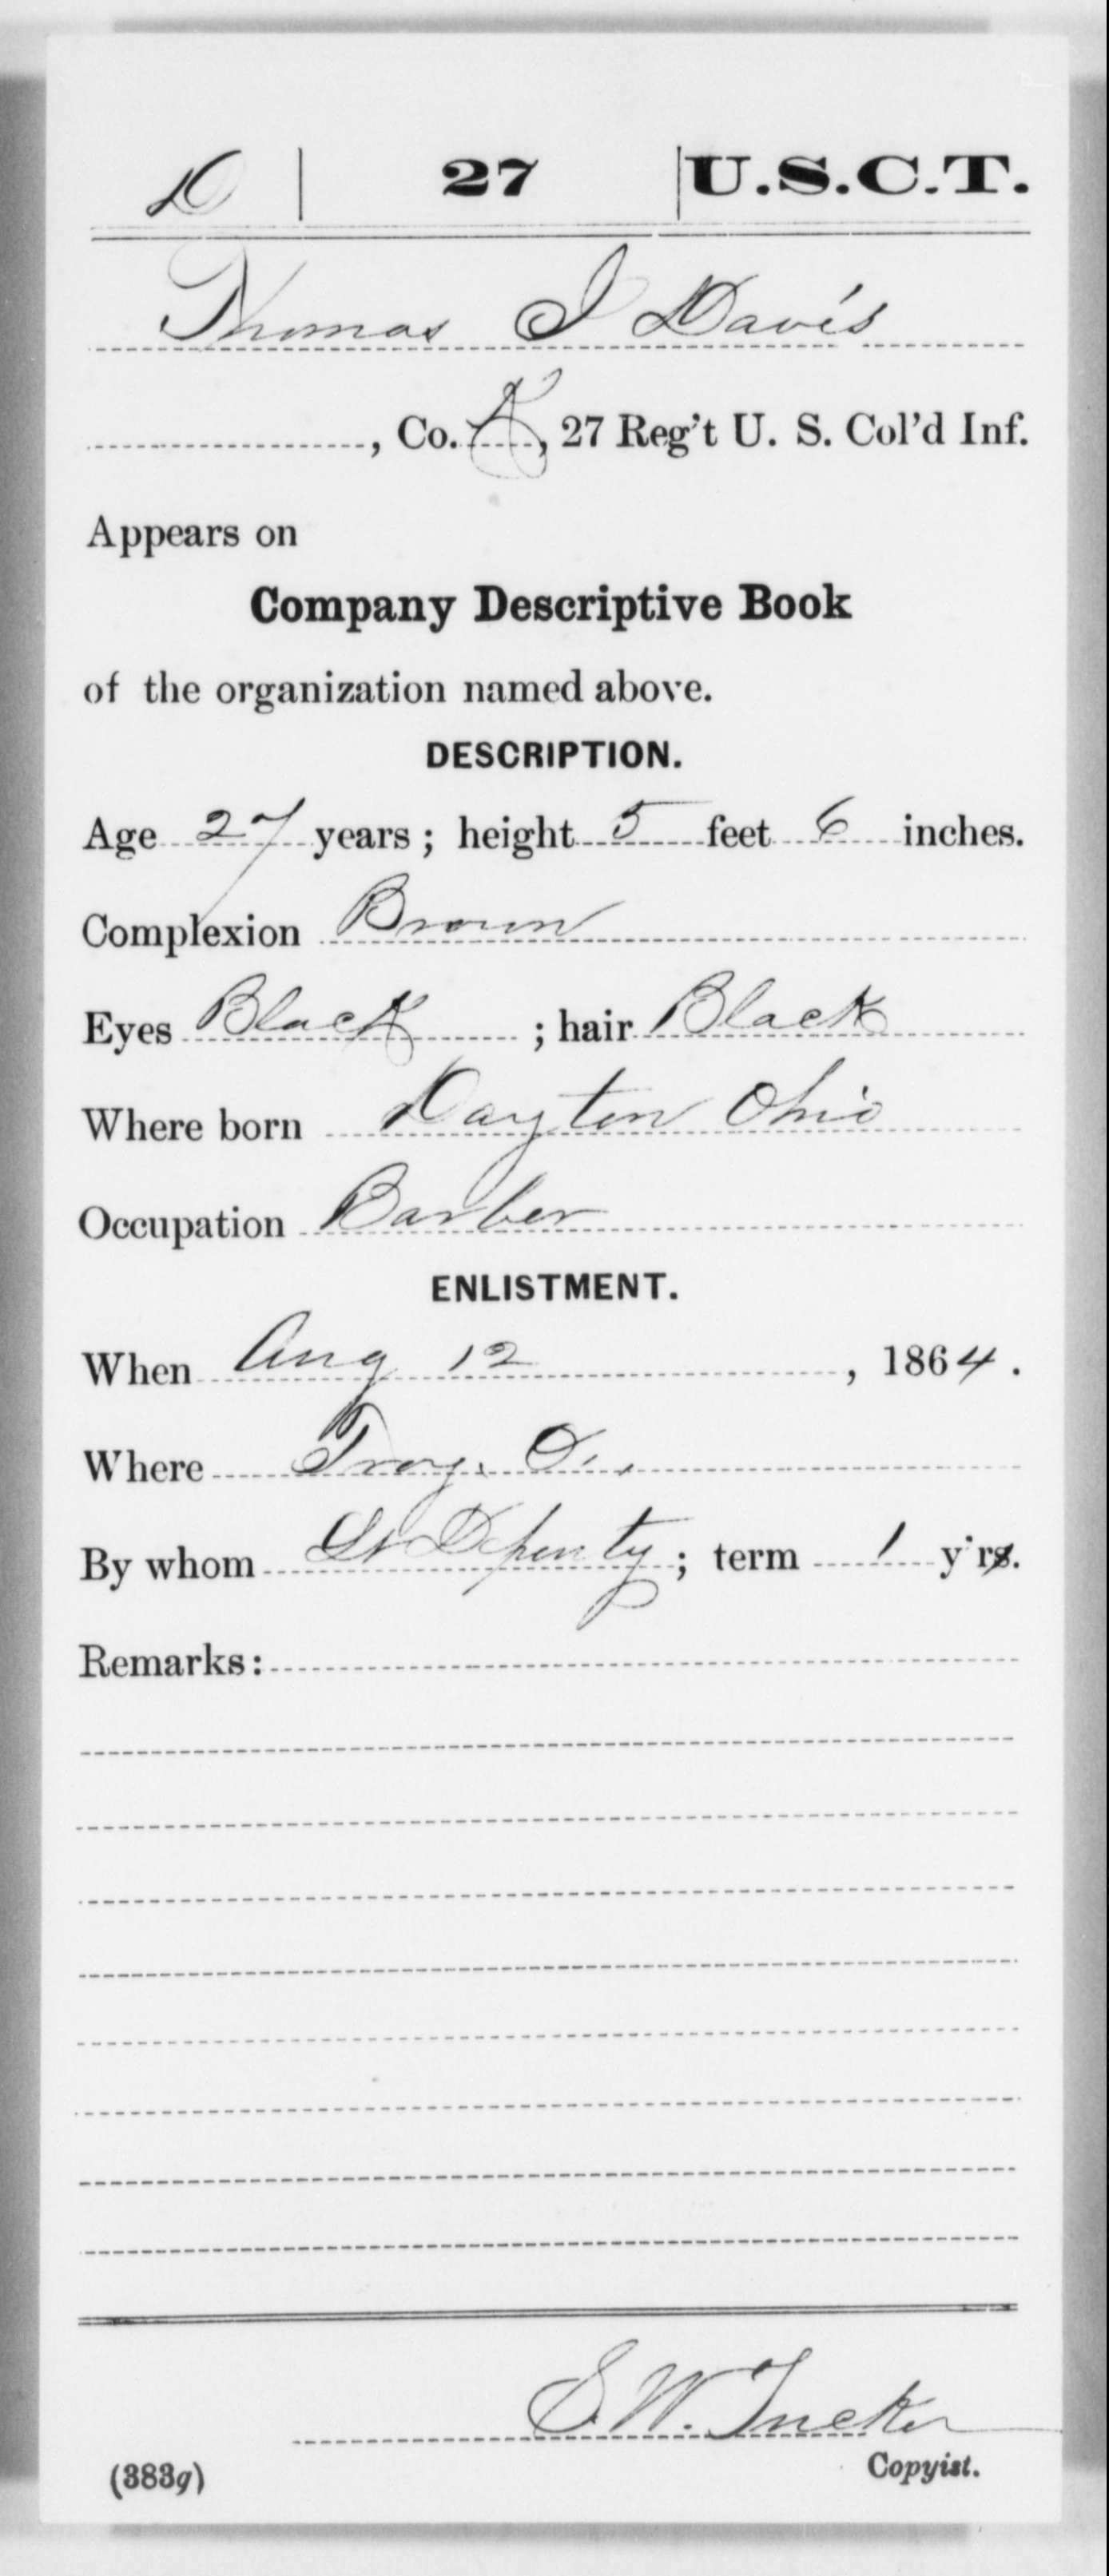 D | 27 | U.S.C.T.
Thomas J Davis
, Co. K, 27 Reg't U. S. Col'd Inf.
Appears on
Company Descriptive Book
of the organization named above.
DESCRIPTION.
Age 27 years; height 5 feet 6 inches.
Complexion Brown
Eyes Black; hair Black
Where born Dayton Ohio
Occupation Barber
ENLISTMENT.
When Aug 12, 1864.
Where Troy. O.
By whom ; term 1 y'rs.
Remarks:
S. W. Tucker
Copyist.
(383g)